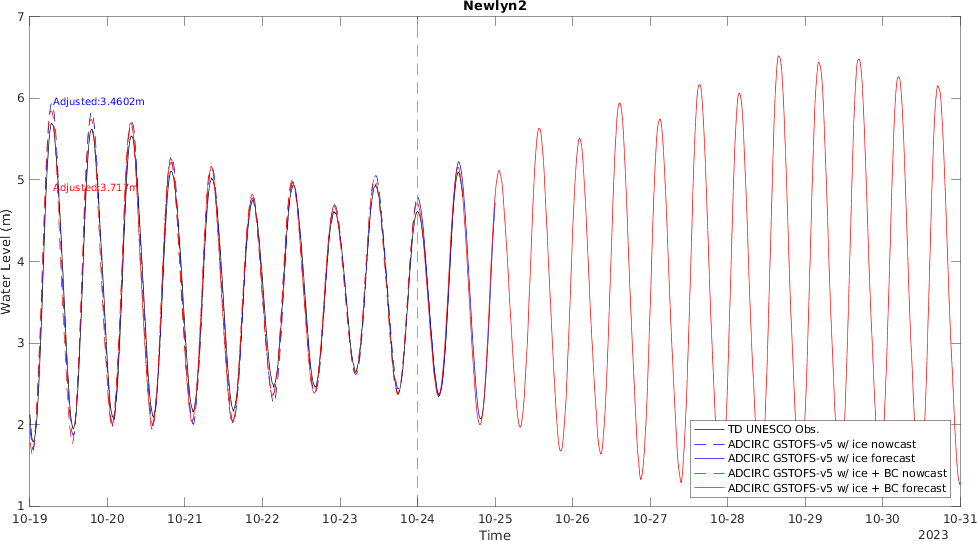 Newlyn2
7
6
5
4
3
2
1
Water Level (m)
Adjusted:3.4602m
Adjusted:3.717m
TD UNESCO Obs.
ADCIRC GSTOFS-v5 w/ ice nowcast
ADCIRC GSTOFS-v5 w/ ice forecast
ADCIRC GSTOFS-v5 w/ ice + BC nowcast
ADCIRC GSTOFS-v5 w/ ice + BC forecast
10-19 10-20 10-21 10-22 10-23 10-24 10-25 10-26 10-27 10-28 10-29 10-30 10-31
Time
2023